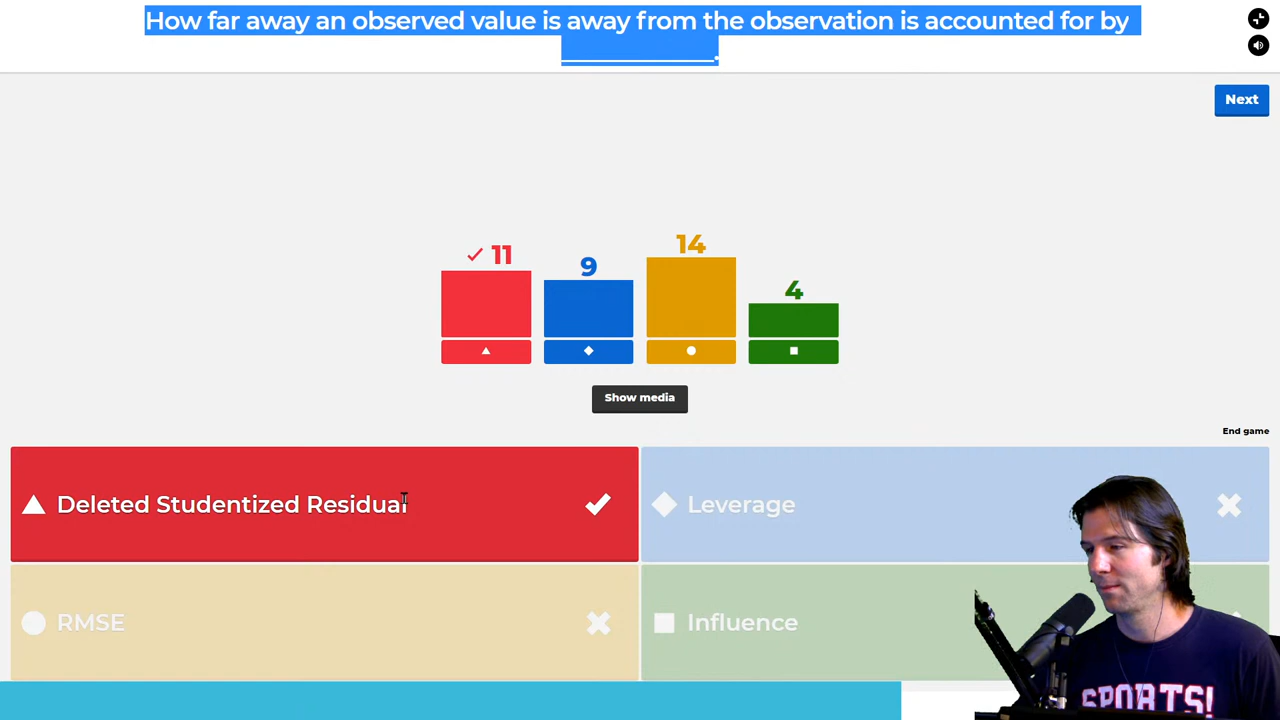 How far away an observed value is away from the observation is accounted for by
____________.
Next
11
9
14
4
Show media
End game
Deleted Studentized Residual
Leverage
RMSE
Influence
SPORTS!